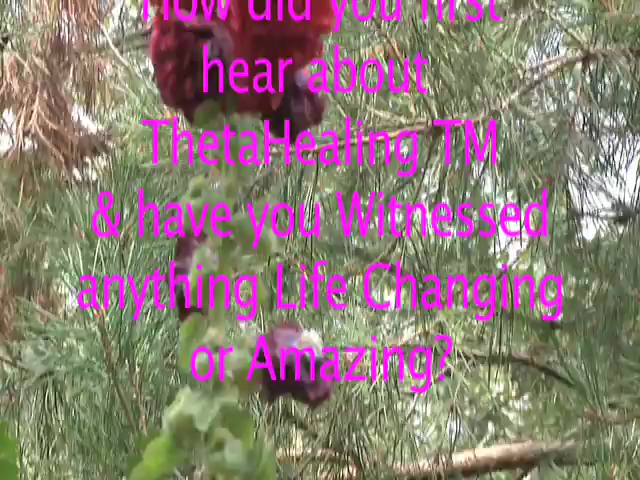 How did you first
hear about
ThetaHealing TM
& have you Witnessed
anything Life Changing
or Amazing?